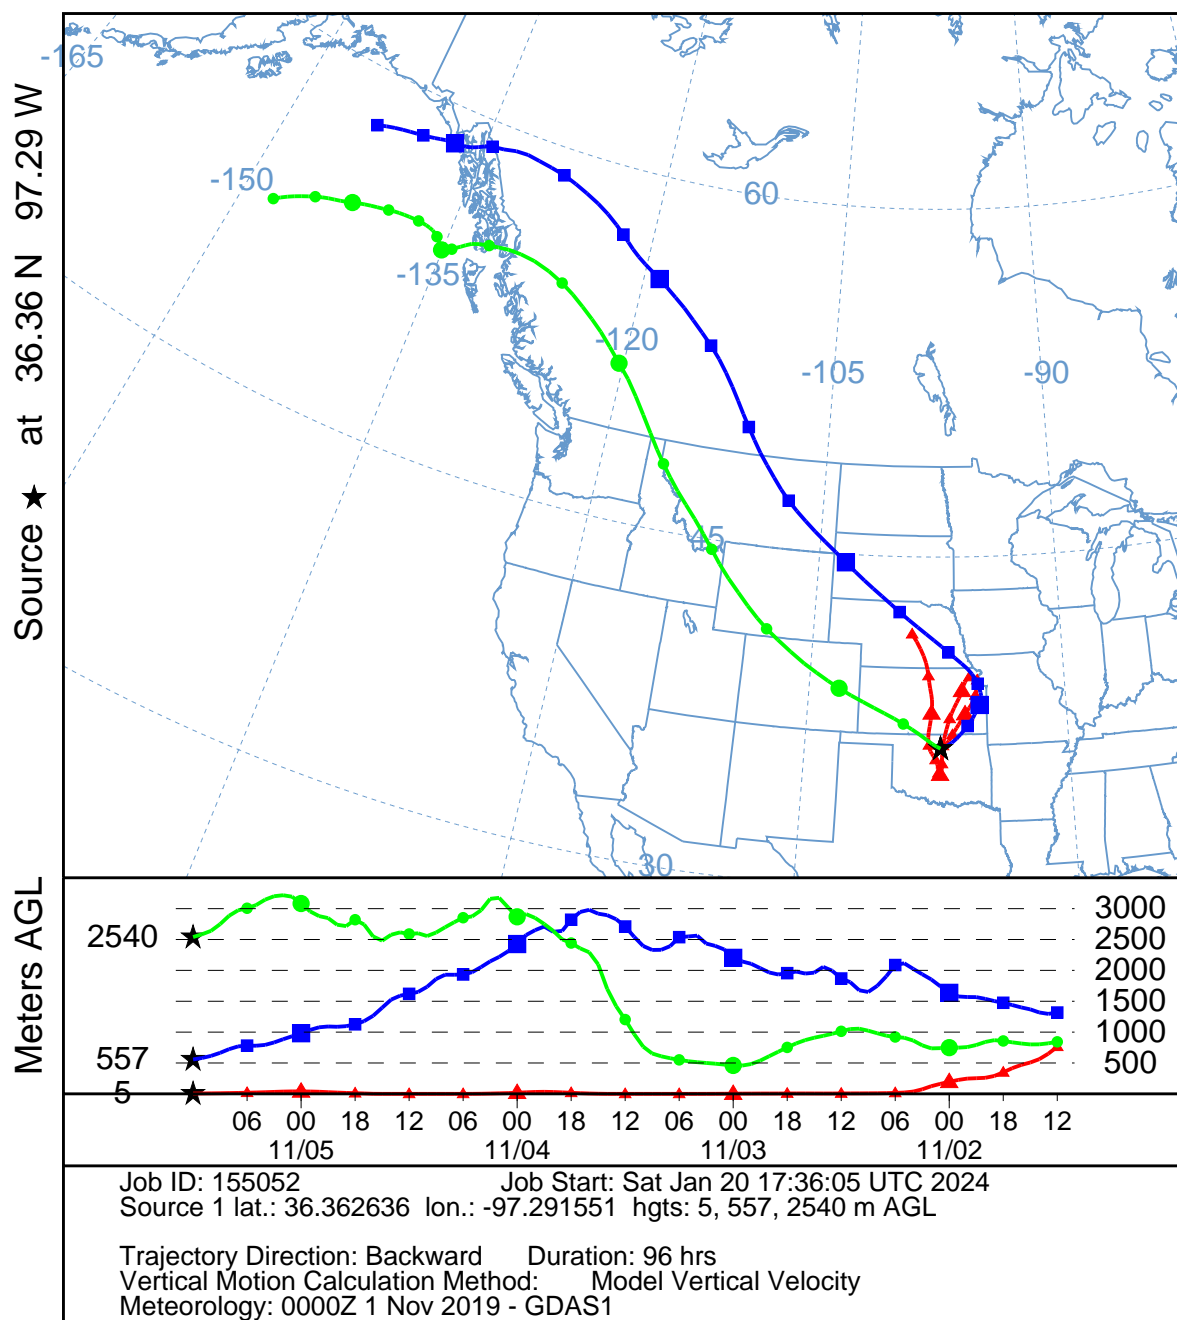 Source ★ at 36.36 N 97.29 W
-165
-150
60
-135
-120
-105
-90
45
30
Meters AGL
2540
557
5
3000
2500
2000
1500
1000
500
06 00 18 12 06 00 18 12 06 00 18 12 06 00 18 12
11/05 11/04 11/03 11/02
Job ID: 155052 Job Start: Sat Jan 20 17:36:05 UTC 2024
Source 1 lat.: 36.362636 lon.: -97.291551 hgts: 5, 557, 2540 m AGL
Trajectory Direction: Backward Duration: 96 hrs
Vertical Motion Calculation Method: Model Vertical Velocity
Meteorology: 0000Z 1 Nov 2019 - GDAS1